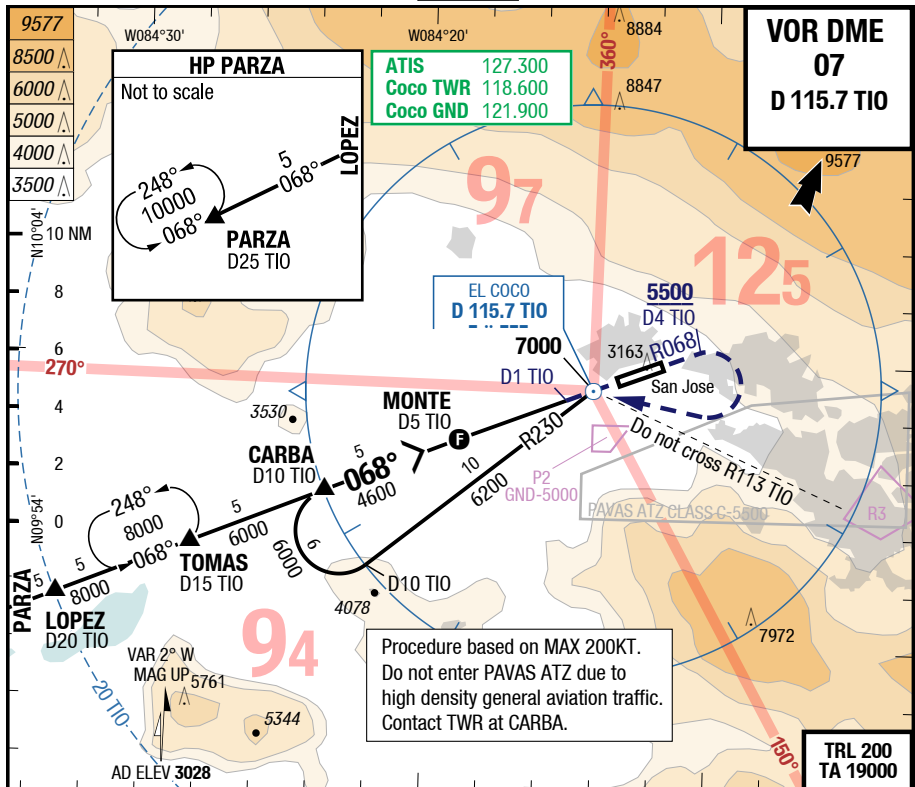 9577
8500
6000
5000
4000
3500
W084°30'
W084°20'
8884
8847
360°
VOR DME
07
D 115.7 TIO
9577
HP PARZA
Not to scale
LOPEZ
5
068°
248°
10000
068°
PARZA
D25 TIO
ATIS 127.300
Coco TWR 118.600
Coco GND 121.900
97
125
N10°04'
10 NM
8
6
4
2
0
N09°54'
270°
EL COCO
D 115.7 TIO
7000
5500
D4 TIO
3163
R068
San Jose
D1 TIO
MONTE
D5 TIO
F
3530
CARBA
D10 TIO
5
068°
4600
10
R230
6200
Do not cross R113 TIO
P2
GND-5000
PAVAS ATZ CLASS C-5500
R3
248°
8000
068°
5
6000
6
6000
TOMAS
D15 TIO
D10 TIO
4078
PARZA
5
5
8000
LOPEZ
D20 TIO
94
7972
VAR 2° W
MAG UP
5761
5344
20 TIO
AD ELEV 3028
Procedure based on MAX 200KT.
Do not enter PAVAS ATZ due to
high density general aviation traffic.
Contact TWR at CARBA.
150°
TRL 200
TA 19000